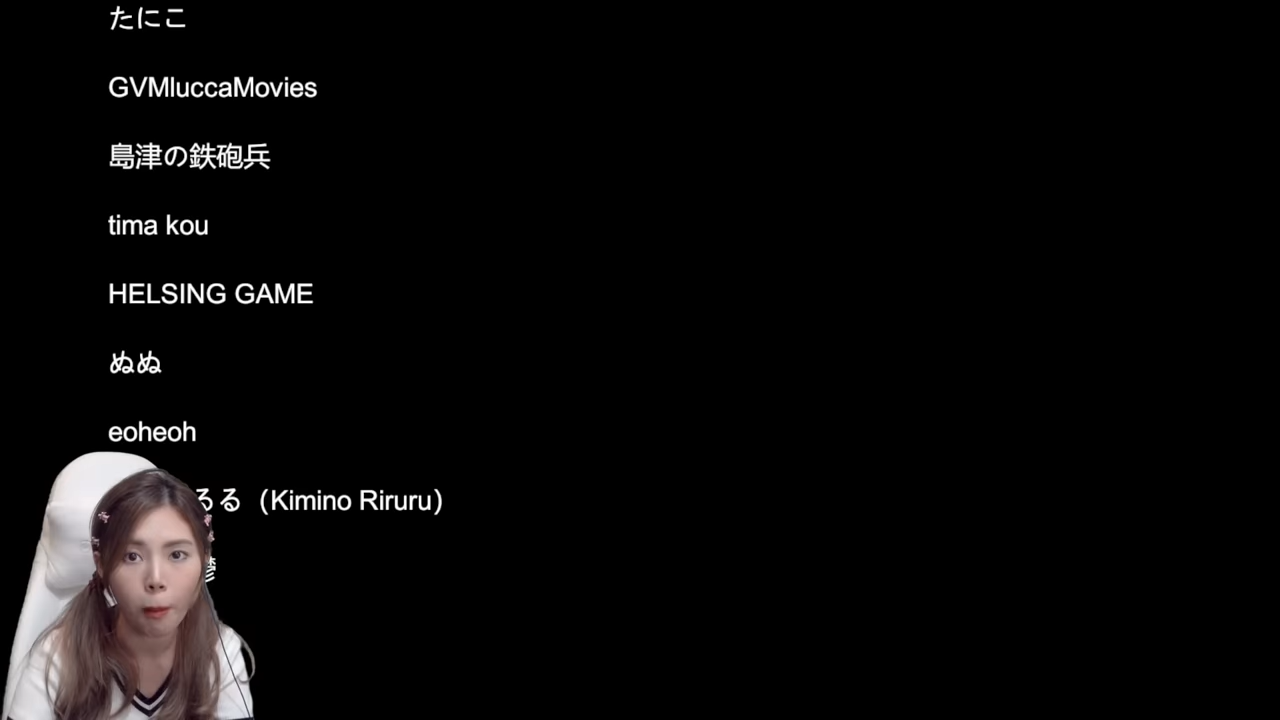 たにこ
GVMluccaMovies
島津の鉄砲兵
tima kou
HELSING GAME
ぬぬ
eoheoh
るる（Kimino Riruru）